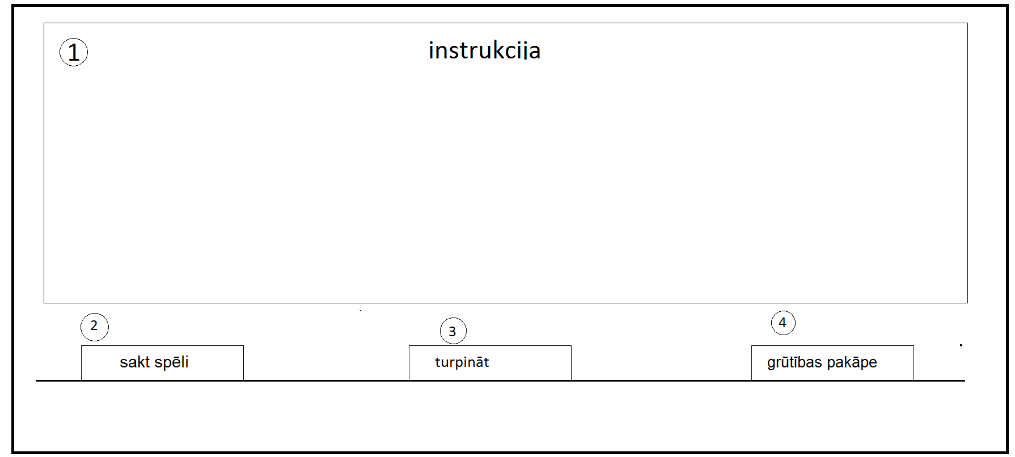 1
instrukcija
2
3
4
sakt spēli
turpināt
grūtības pakāpe